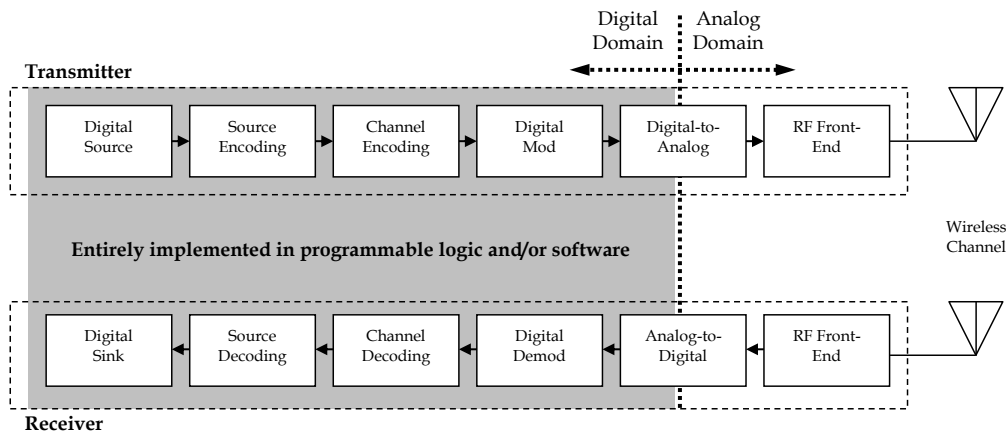 Digital
Domain
Analog
Domain
Transmitter
Digital
Source
Source
Encoding
Channel
Encoding
Digital
Mod
Digital-to-
Analog
RF Front-
End
Entirely implemented in programmable logic and/or software
Wireless
Channel
Digital
Sink
Source
Decoding
Channel
Decoding
Digital
Demod
Analog-to-
Digital
RF Front-
End
Receiver